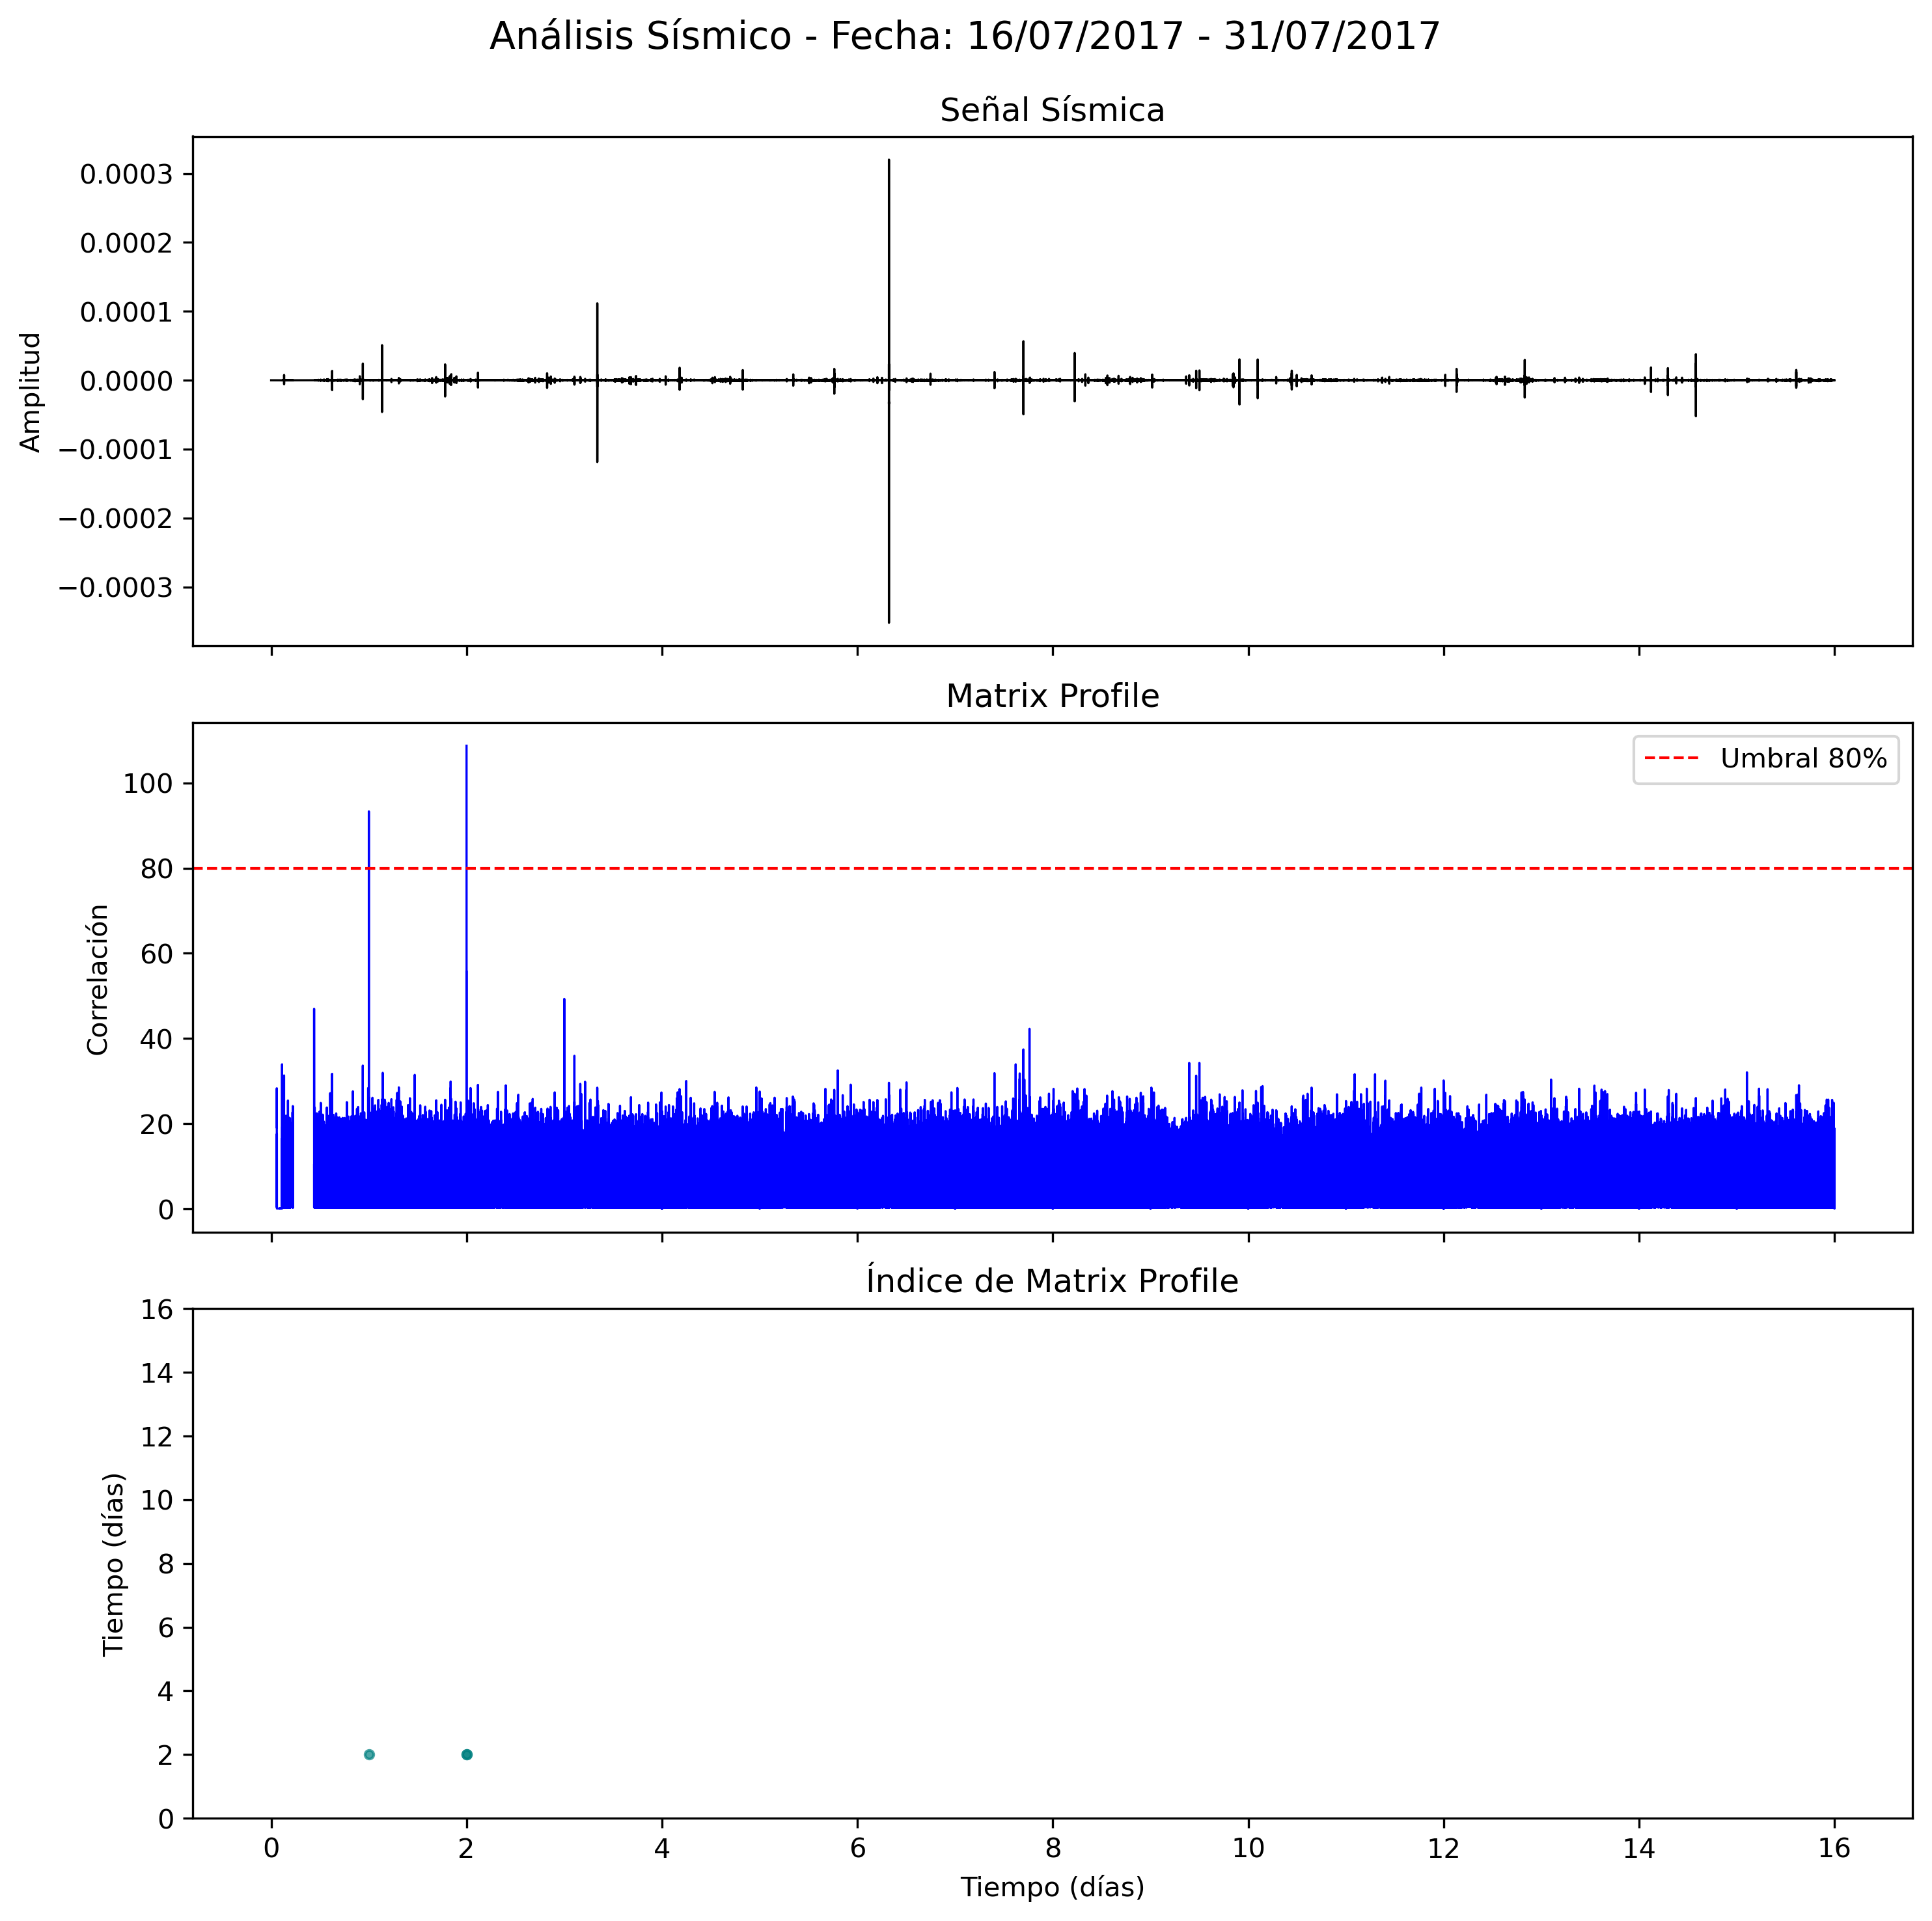 Análisis Sísmico - Fecha: 16/07/2017 - 31/07/2017
Señal Sísmica
0.0003
0.0002
0.0001
0.0000
−0.0001
−0.0002
−0.0003
Amplitud
Matrix Profile
100
80
60
40
20
0
Correlación
Umbral 80%
Índice de Matrix Profile
16
14
12
10
8
6
4
2
0
Tiempo (días)
0 2 4 6 8 10 12 14 16
Tiempo (días)